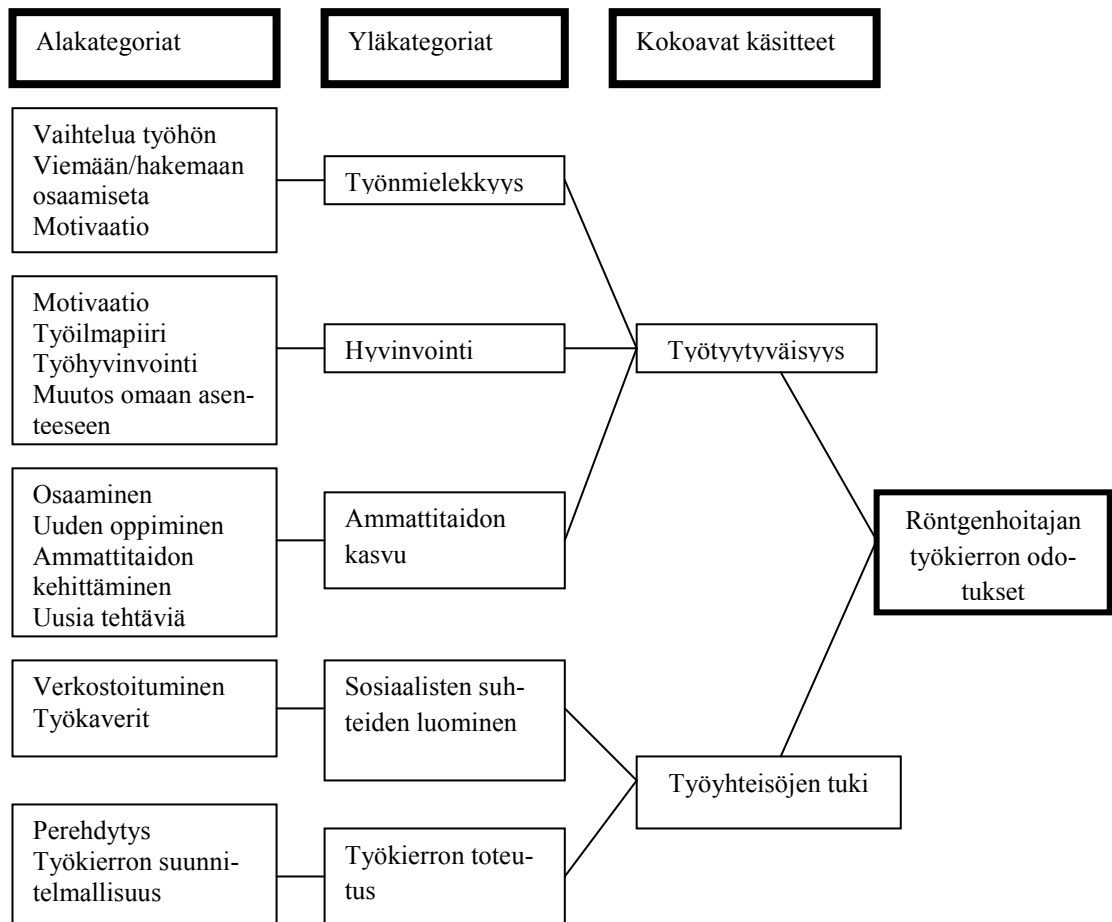 Alakategoriat
Yläkategoriat
Kokoavat käsitteet
Vaihtelua työhön
Viemään/hakemaan
osaamiseta
Motivaatio
Työnmielekkyys
Motivaatio
Työilmapiiri
Työhyvinvointi
Muutos omaan asen-
teeseen
Hyvinvointi
Työtyytyväisyys
Osaaminen
Uuden oppiminen
Ammattitaidon
kehittäminen
Uusia tehtäviä
Ammattitaidon
kasvu
Röntgenhoitajan
työkierron odo-
tukset
Verkostoituminen
Työkaverit
Sosiaalisten suh-
teiden luominen
Työyhteisöjen tuki
Perehdytys
Työkierron suunni-
telmallisuus
Työkierron toteu-
tus